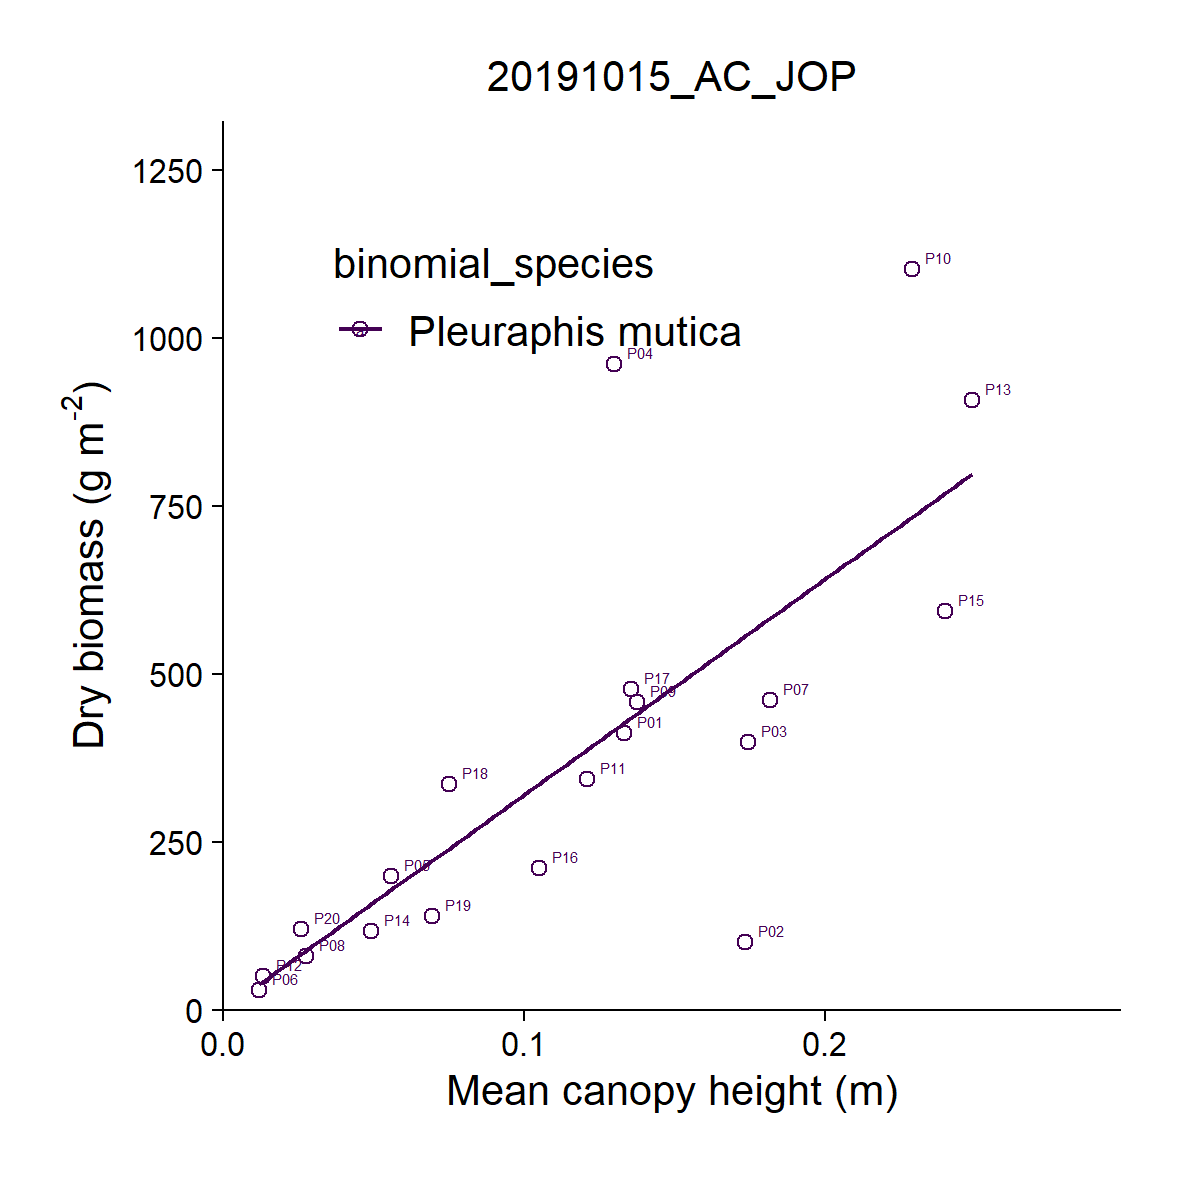 20191015_AC_JOP
1250
binomial_species
P10
1000
Pleuraphis mutica
P04
P13
Dry biomass (g m-2)
750
P15
500
P17
P09
P07
P01
P03
P11
P18
250
P05
P16
P19
P20
P14
P02
P08
P12
P06
0
0.0
0.1
0.2
Mean canopy height (m)